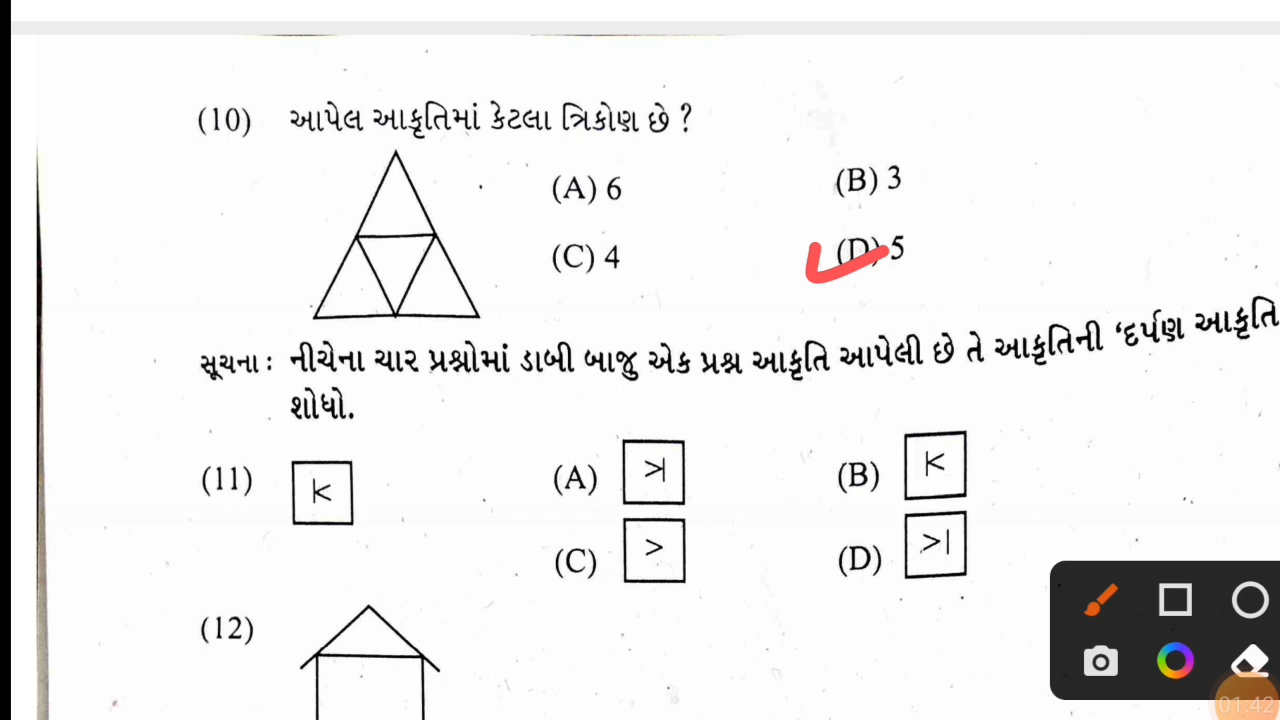 (10) આપેલ આકૃતિમાં કેટલા ત્રિકોણ છે ?
(A) 6 (B) 3
(C) 4 (D) 5
સૂચના : નીચેના ચાર પ્રશ્નોમાં ડાબી બાજુ એક પ્રશ્ન આકૃતિ આપેલી છે તે આકૃતિની ‘દર્પણ આકૃતિ
શોધો.
(11) (A) (B)
(C) (D)
(12)
01:42